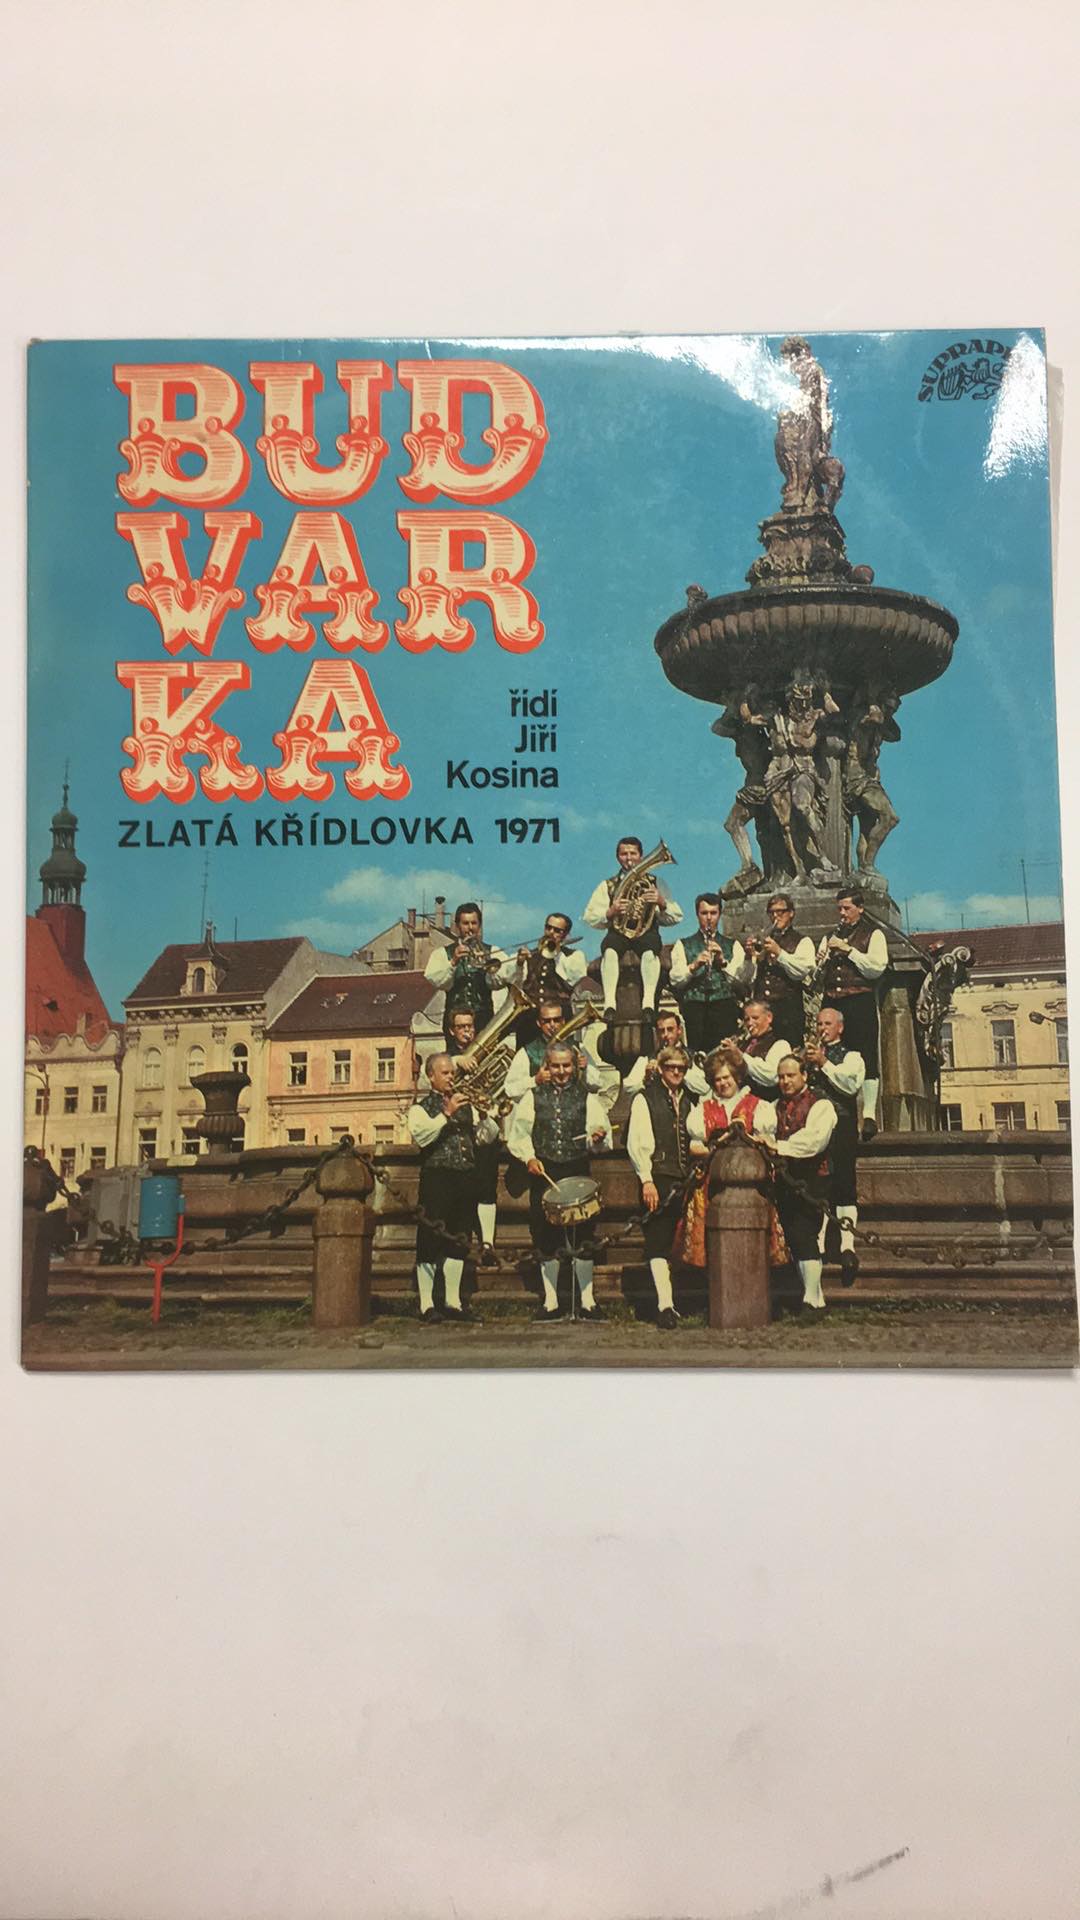 BUD
VAR
KA
řídí
Jiří
Kosina
ZLATÁ KŘÍDLOVKA 1971